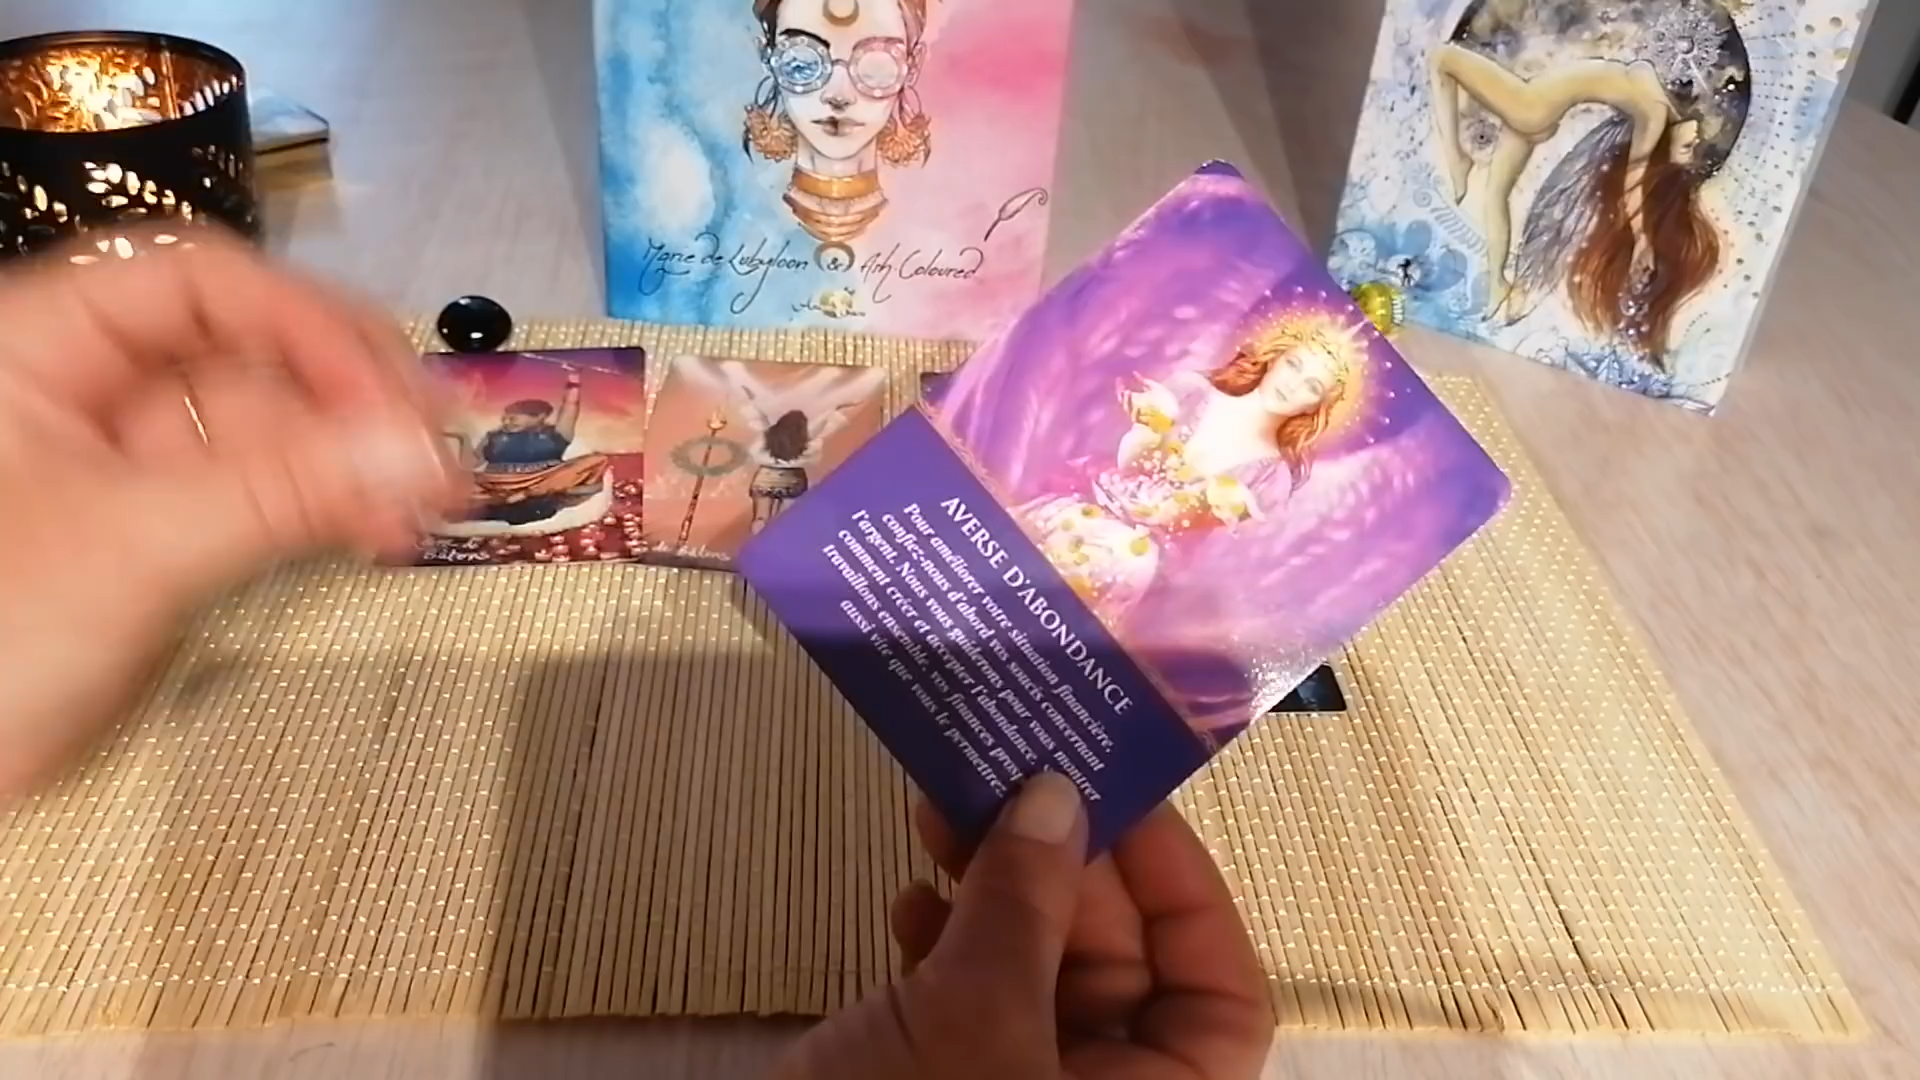 Marie de Lubyloon & Ash. Coloured
AVERSE D'ABONDANCE
Pour améliorer votre situation financière,
confiez-nous d'abord vos soucis concernant
l'argent. Nous vous guiderons pour vous montrer
comment créer et accepter l'abondance.
travaillons ensemble, vos finances
aussi vite que vous le permettrez.
bâtons